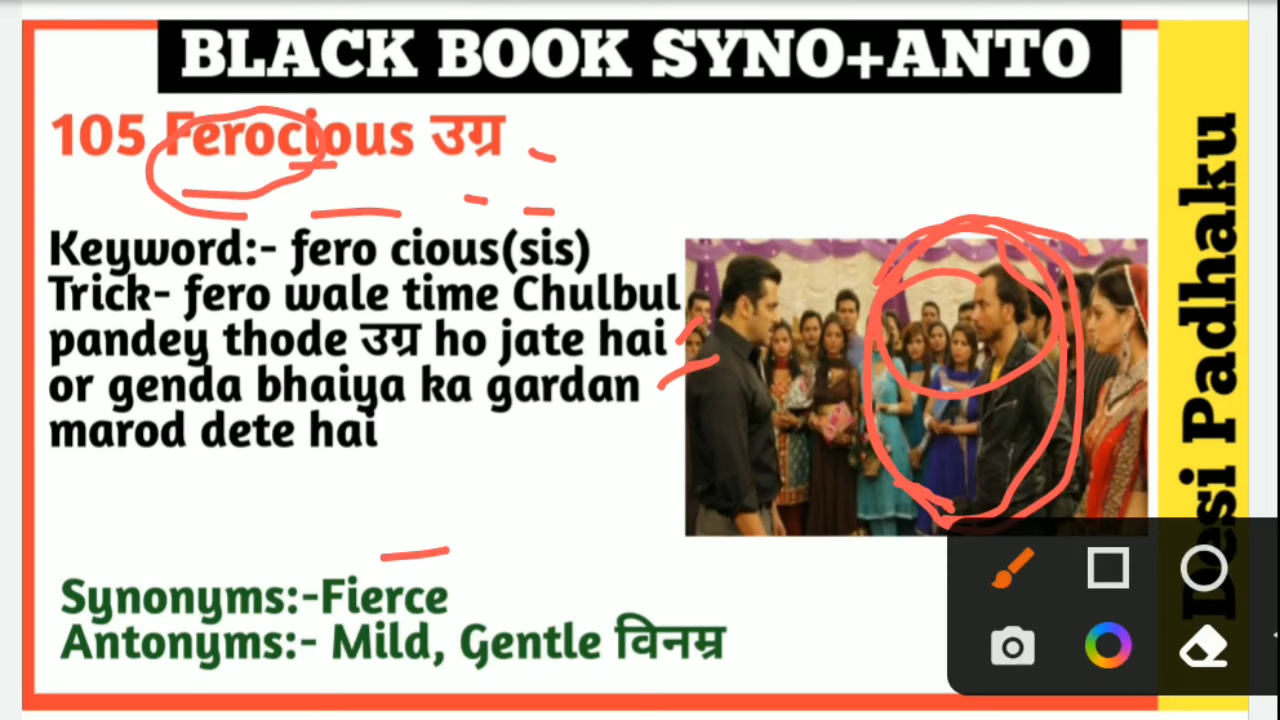 BLACK BOOK SYNO+ANTO
105 Ferocious उग्र
Keyword:- fero cious(sis)
Trick- fero wale time Chulbul
pandey thode उग्र ho jate hai
or genda bhaiya ka gardan
marod dete hai
Synonyms:-Fierce
Antonyms:- Mild, Gentle विनम्र
Desi Padhaku